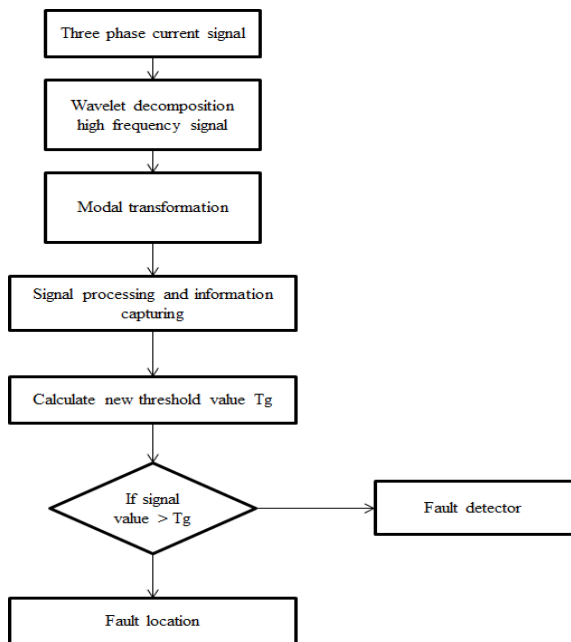 Three phase current signal
Wavelet decomposition
high frequency signal
Modal transformation
Signal processing and information
capturing
Calculate new threshold value Tg
If signal
value > Tg
Fault detector
Fault location